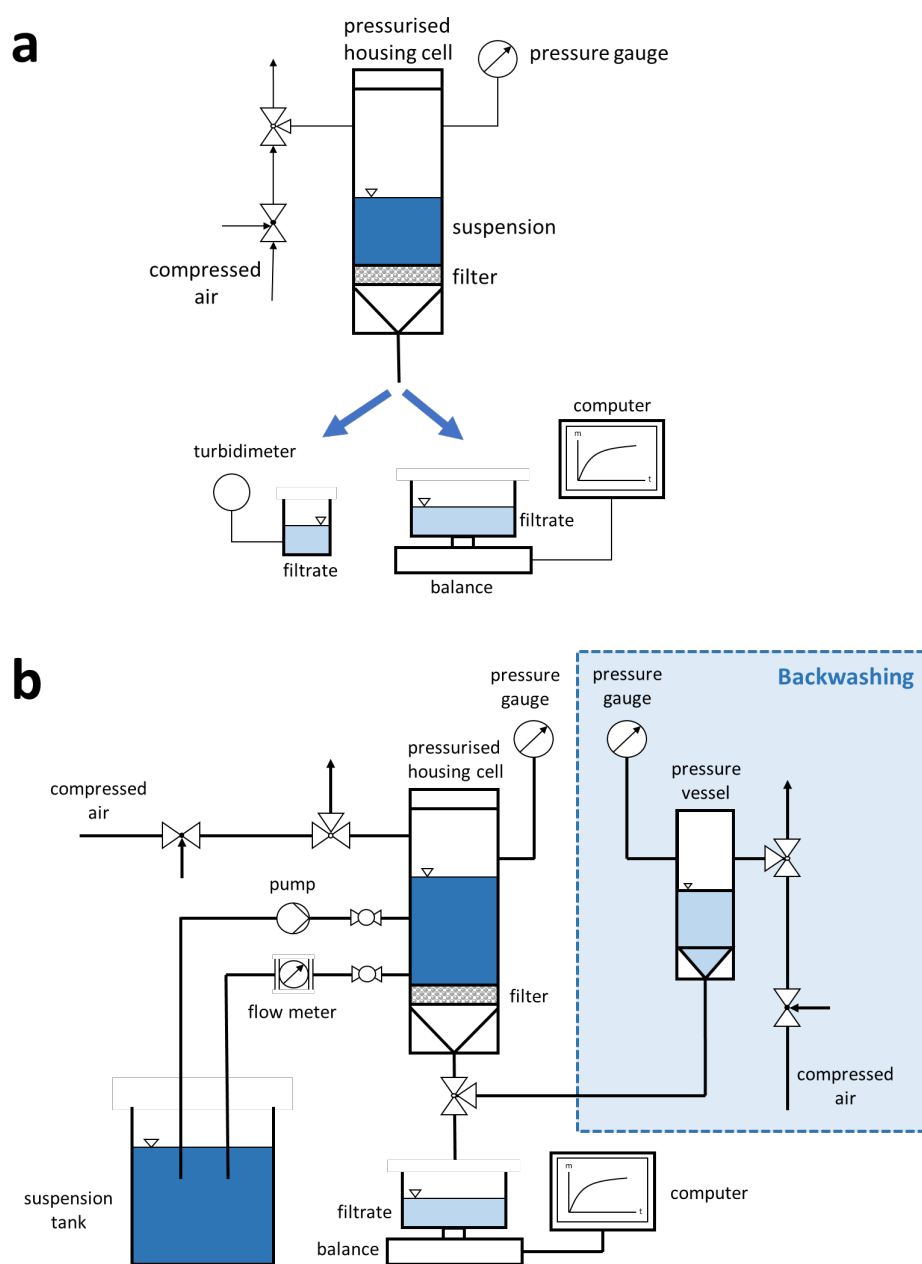 a
pressurised
housing cell
pressure gauge
suspension
filter
compressed
air
computer
m
t
turbidimeter
filtrate
filtrate
balance
b
Backwashing
pressure
gauge
pressure
gauge
pressurised
housing cell
pressure
vessel
compressed
air
pump
flow meter
filter
compressed
air
suspension
tank
filtrate
balance
m
t
computer